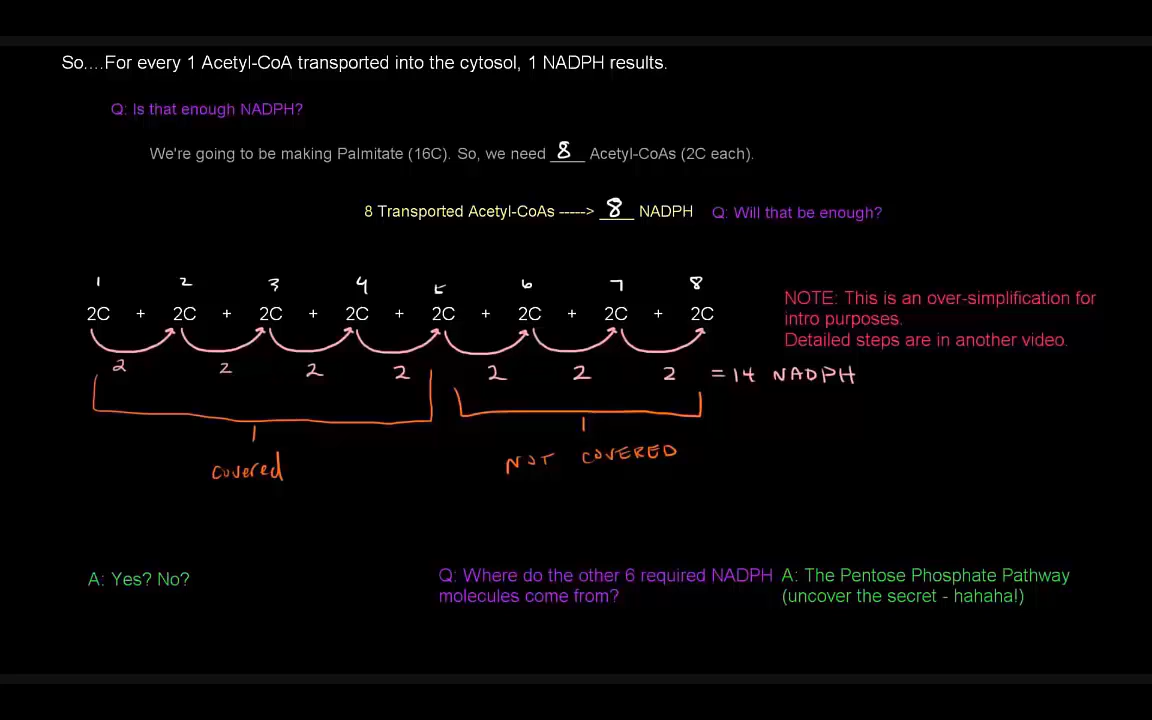 So....For every 1 Acetyl-CoA transported into the cytosol, 1 NADPH results.
Q: Is that enough NADPH?
We're going to be making Palmitate (16C). So, we need 8 Acetyl-CoAs (2C each).
8 Transported Acetyl-CoAs -----> 8 NADPH Q: Will that be enough?
1 2 3 4 5 6 7 8
2C + 2C + 2C + 2C + 2C + 2C + 2C + 2C
NOTE: This is an over-simplification for
intro purposes.
Detailed steps are in another video.
2 2 2 2 2 2 2 = 14 NADPH
covered
NOT COVERED
A: Yes? No?
Q: Where do the other 6 required NADPH
molecules come from?
A: The Pentose Phosphate Pathway
(uncover the secret - hahaha!)